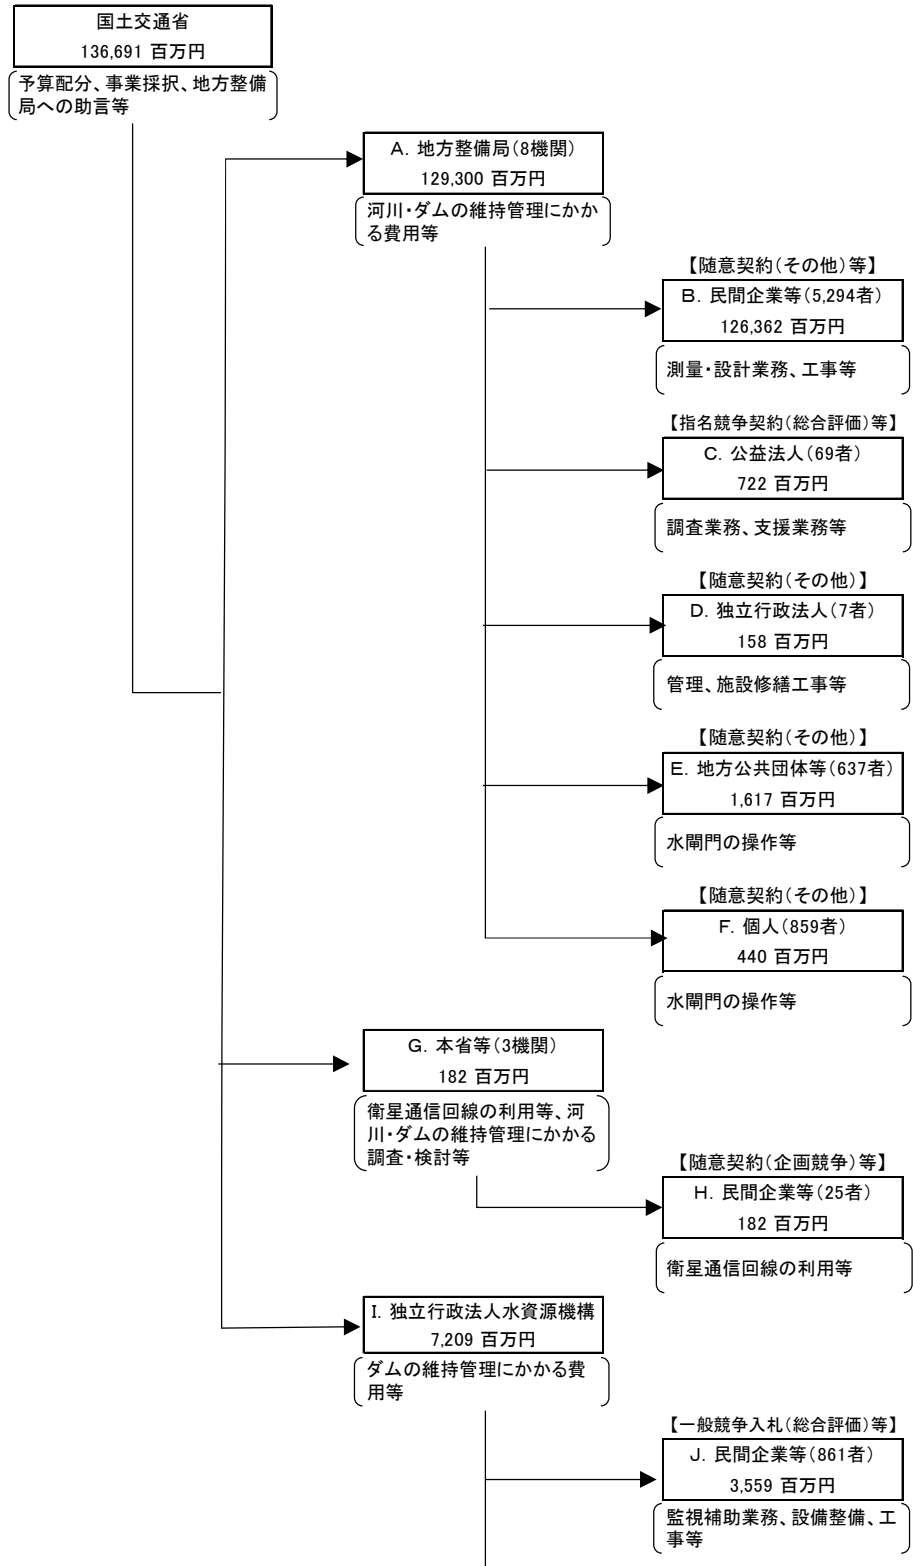 国土交通省
136,691 百万円
予算配分、事業採択、地方整備
局への助言等
A. 地方整備局(8機関)
129,300 百万円
河川・ダムの維持管理にかか
る費用等
【随意契約(その他)等】
B. 民間企業等(5,294者)
126,362 百万円
測量・設計業務、工事等
【指名競争契約(総合評価)等】
C. 公益法人(69者)
722 百万円
調査業務、支援業務等
【随意契約(その他)】
D. 独立行政法人(7者)
158 百万円
管理、施設修繕工事等
【随意契約(その他)】
E. 地方公共団体等(637者)
1,617 百万円
水閘門の操作等
【随意契約(その他)】
F. 個人(859者)
440 百万円
水閘門の操作等
G. 本省等(3機関)
182 百万円
衛星通信回線の利用等、河
川・ダムの維持管理にかかる
調査・検討等
【随意契約(企画競争)等】
H. 民間企業等(25者)
182 百万円
衛星通信回線の利用等
I. 独立行政法人水資源機構
7,209 百万円
ダムの維持管理にかかる費
用等
【一般競争入札(総合評価)等】
J. 民間企業等(861者)
3,559 百万円
監視補助業務、設備整備、工
事等